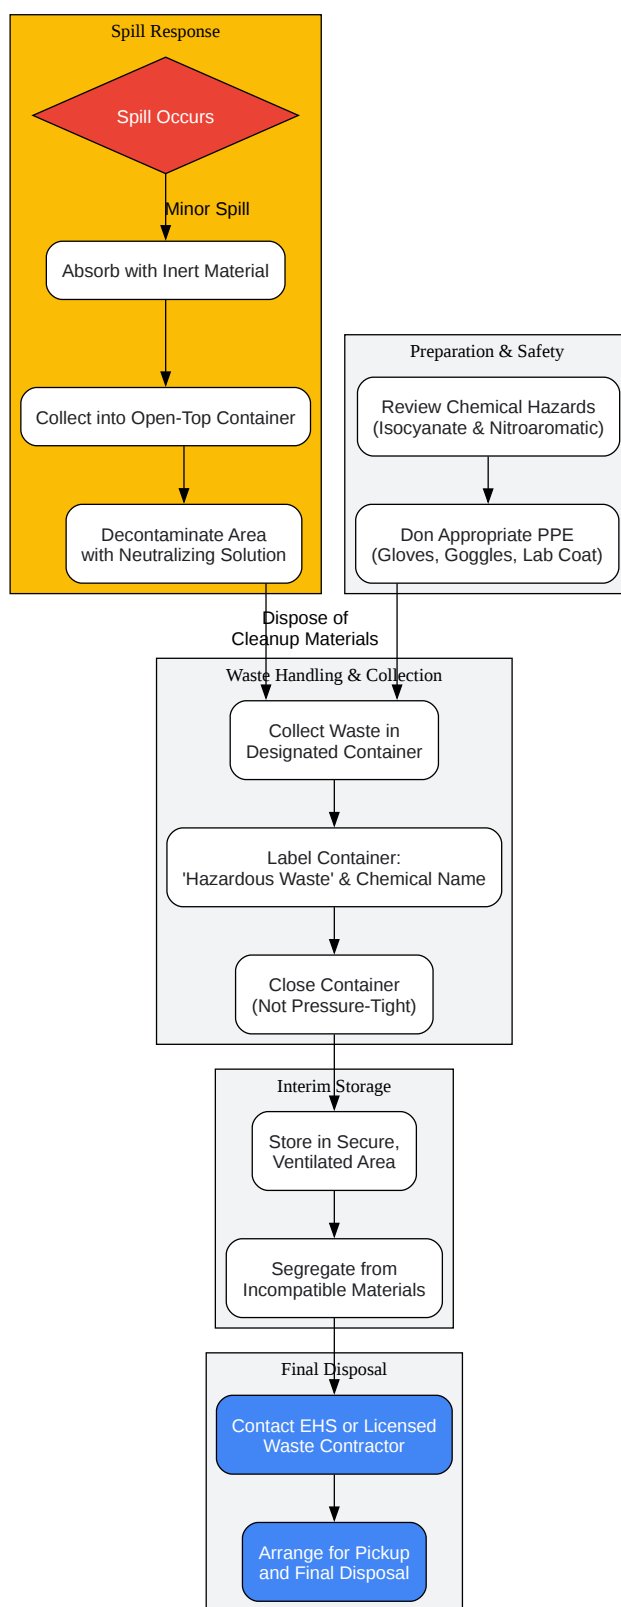 Spill Response
Spill Occurs
Minor Spill
Absorb with Inert Material
Collect into Open-Top Container
Decontaminate Area
with Neutralizing Solution
Preparation & Safety
Review Chemical Hazards
(Isocyanate & Nitroaromatic)
Don Appropriate PPE
(Gloves, Goggles, Lab Coat)
Dispose of
Cleanup Materials
Waste Handling & Collection
Collect Waste in
Designated Container
Label Container:
'Hazardous Waste' & Chemical Name
Close Container
(Not Pressure-Tight)
Interim Storage
Store in Secure,
Ventilated Area
Segregate from
Incompatible Materials
Final Disposal
Contact EHS or Licensed
Waste Contractor
Arrange for Pickup
and Final Disposal